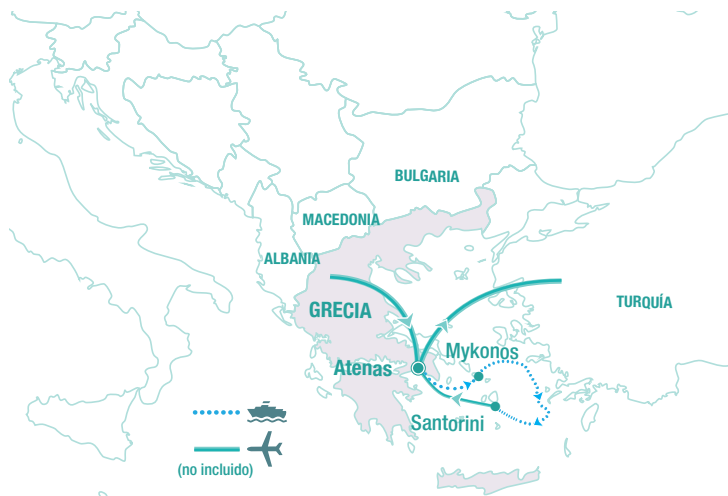 BULGARIA
MACEDONIA
ALBANIA
GRECIA
TURQUÍA
Mykonos
Atenas
Santorini
(no incluido)